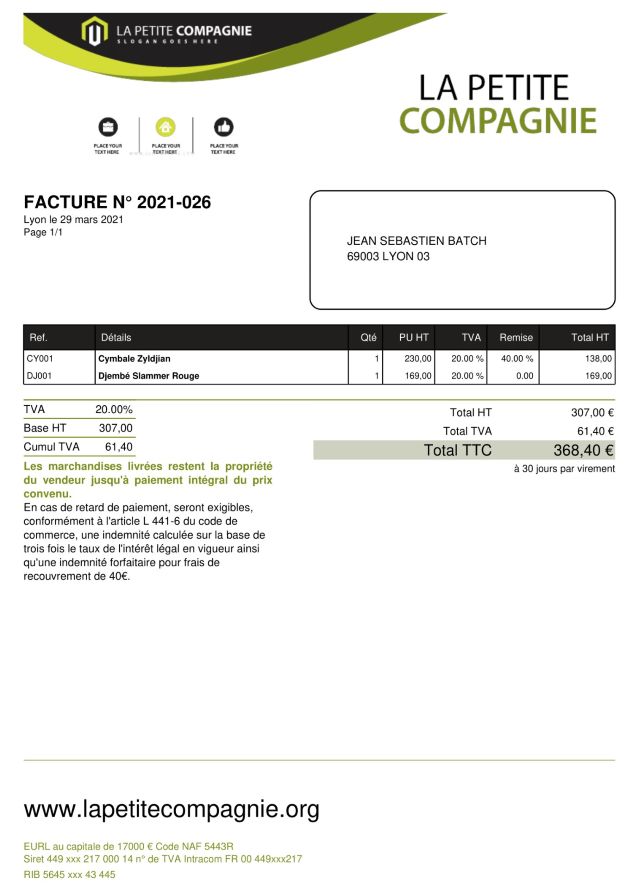 LA PETITE COMPAGNIE
SLOGAN GOES HERE
LA PETITE
COMPAGNIE
PLACE YOUR TEXT HERE
PLACE YOUR TEXT HERE
PLACE YOUR TEXT HERE
FACTURE N° 2021-026
Lyon le 29 mars 2021
Page 1/1
JEAN SEBASTIEN BATCH
69003 LYON 03
Ref. Détails Qté PU HT TVA Remise Total HT
CY001 Cymbale Zyldjian 1 230,00 20.00 % 40.00 % 138,00
DJ001 Djembé Slammer Rouge 1 169,00 20.00 % 0.00 169,00
TVA 20.00%
Base HT 307,00
Cumul TVA 61,40
Total HT 307,00 €
Total TVA 61,40 €
Total TTC 368,40 €
à 30 jours par virement
Les marchandises livrées restent la propriété
du vendeur jusqu'à paiement intégral du prix
convenu.
En cas de retard de paiement, seront exigibles,
conformément à l'article L 441-6 du code de
commerce, une indemnité calculée sur la base de
trois fois le taux de l'intérêt légal en vigueur ainsi
qu'une indemnité forfaitaire pour frais de
recouvrement de 40€.
www.lapetitecompagnie.org
EURL au capitale de 17000 € Code NAF 5443R
Siret 449 xxx 217 000 14 n° de TVA Intracom FR 00 449xxx217
RIB 5645 xxx 43 445